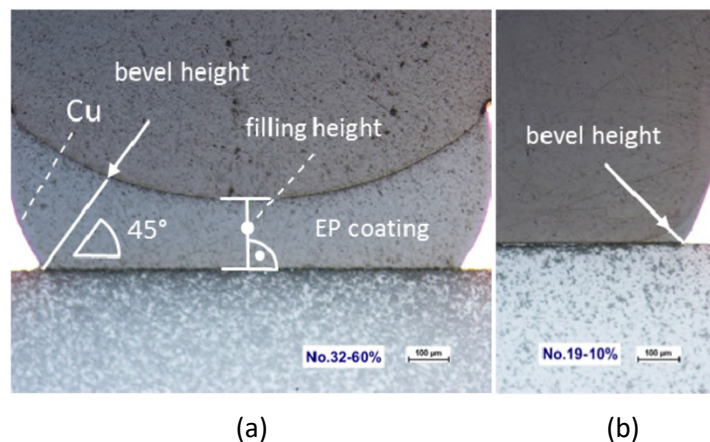 bevel height
Cu
filling height
45°
EP coating
No.32-60%
100 µm
bevel height
No.19-10%
100 µm
(a)
(b)